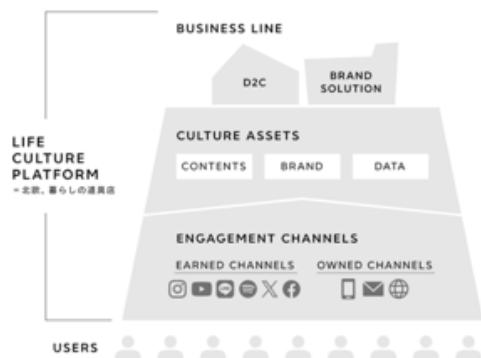 BUSINESS LINE
D2C
BRAND
SOLUTION
LIFE
CULTURE
PLATFORM
=北欧、暮らしの道具店
CULTURE ASSETS
CONTENTS
BRAND
DATA
ENGAGEMENT CHANNELS
EARNED CHANNELS
OWNED CHANNELS
USERS